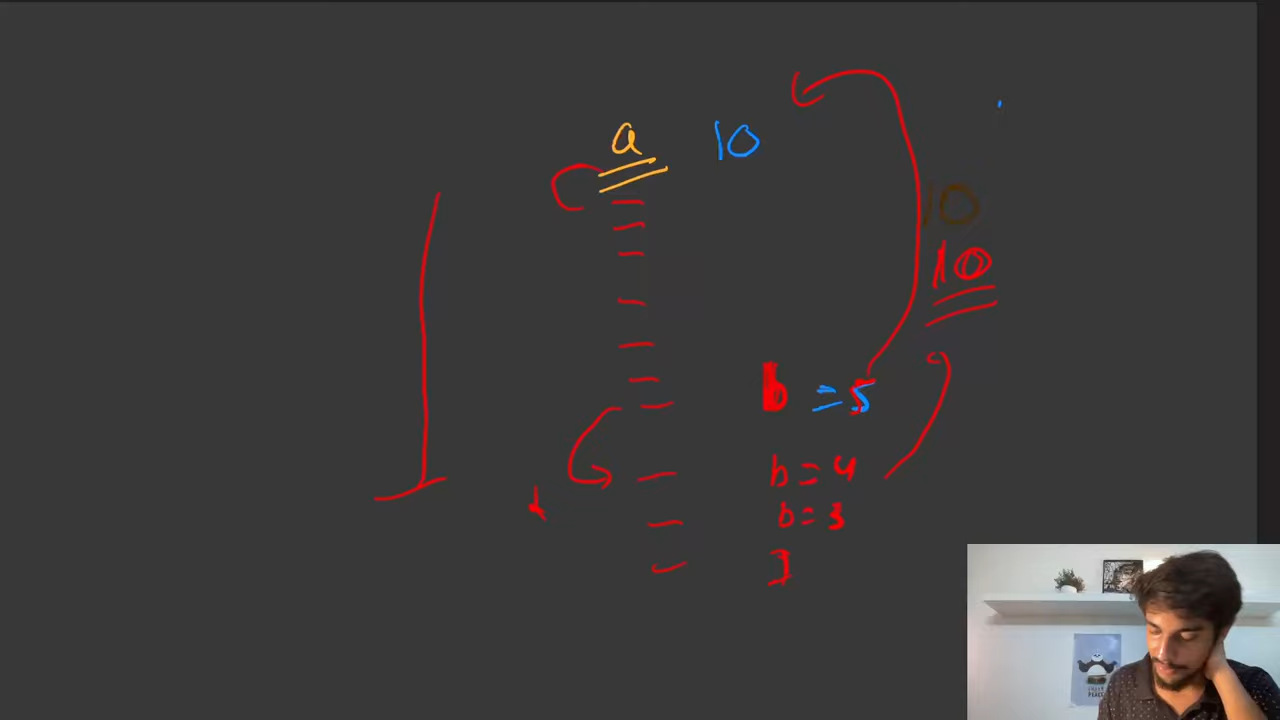 a 10
10
10
b = 5
b = 4
b = 3